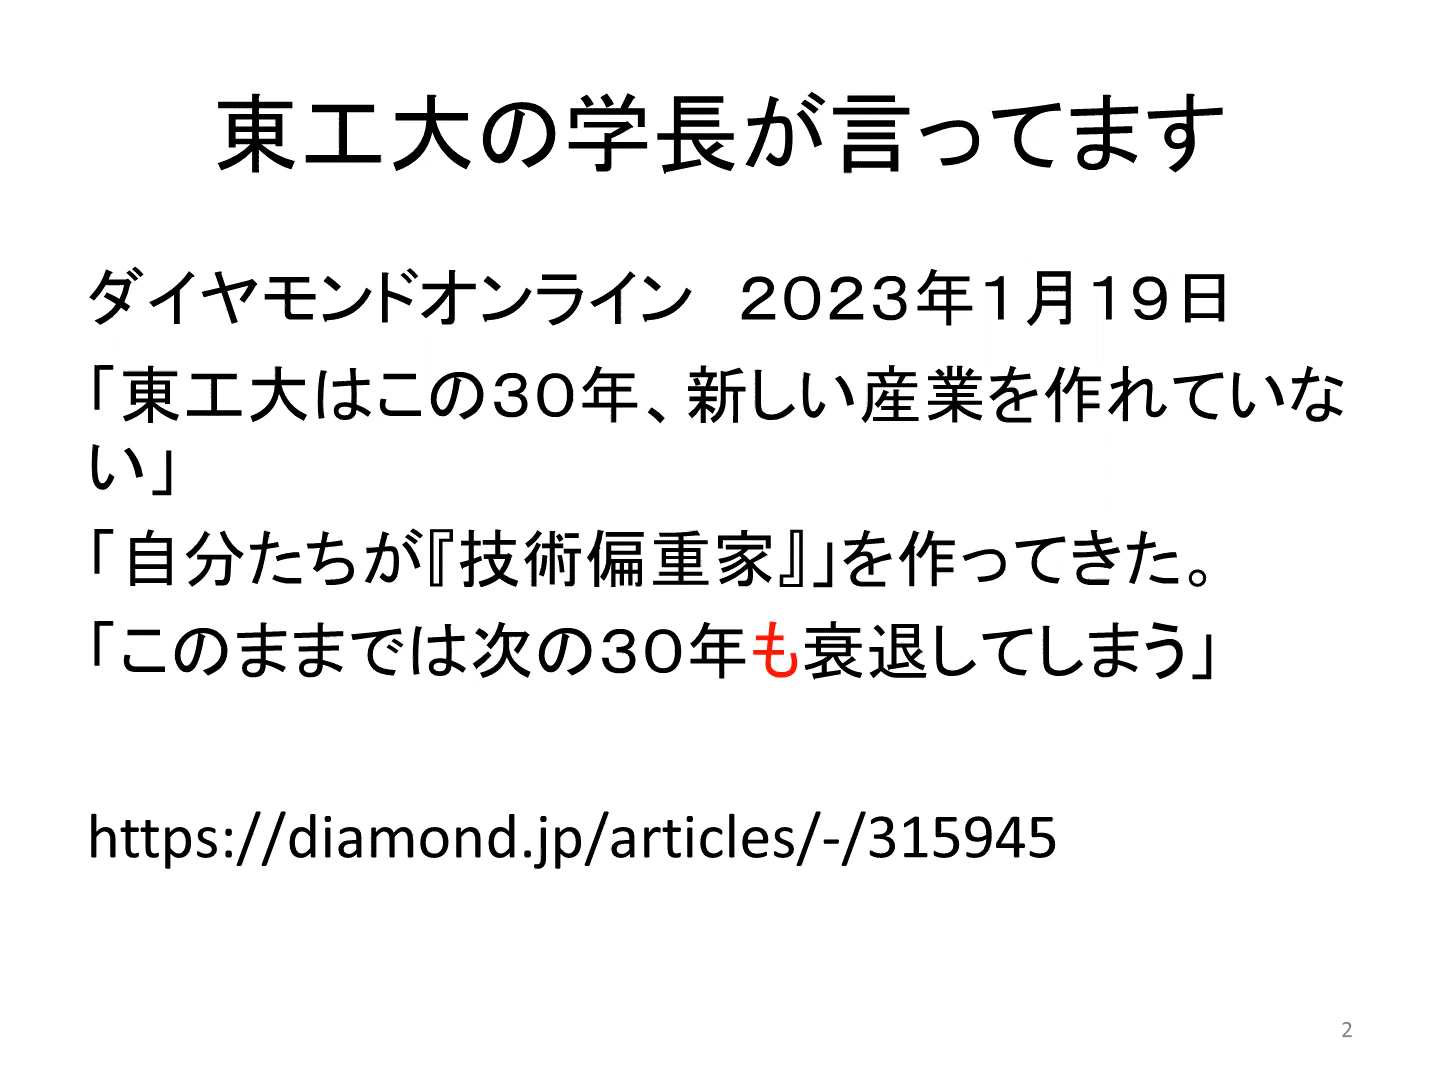 東工大の学長が言ってます
ダイヤモンドオンライン　２０２３年１月１９日
「東工大はこの３０年、新しい産業を作れていな
い」
「自分たちが『技術偏重家』」を作ってきた。
「このままでは次の３０年も衰退してしまう」
https://diamond.jp/articles/-/315945
2